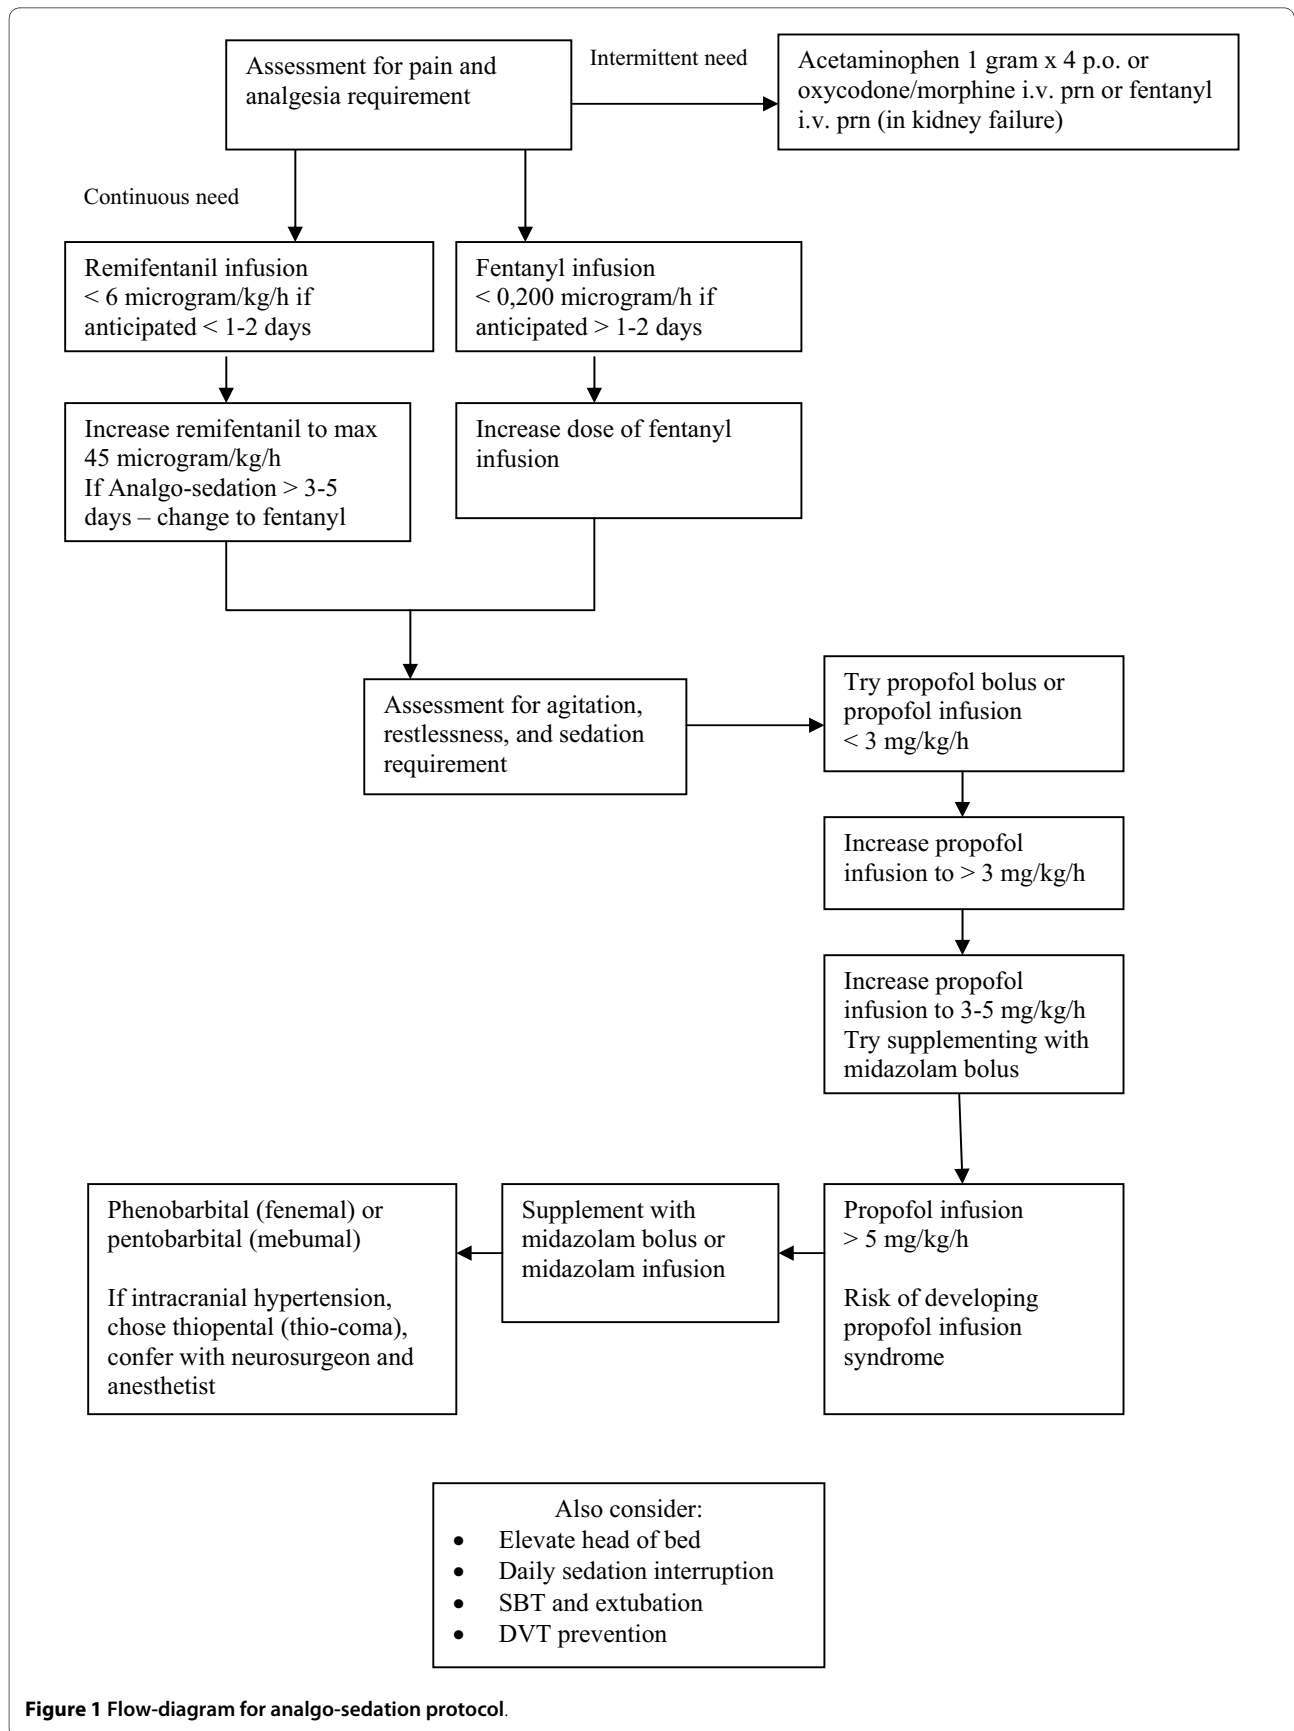 Assessment for pain and
analgesia requirement
Intermittent need
Acetaminophen 1 gram x 4 p.o. or
oxycodone/morphine i.v. prn or fentanyl
i.v. prn (in kidney failure)
Continuous need
Remifentanil infusion
< 6 microgram/kg/h if
anticipated < 1-2 days
Fentanyl infusion
< 0,200 microgram/h if
anticipated > 1-2 days
Increase remifentanil to max
45 microgram/kg/h
If Analgo-sedation > 3-5
days – change to fentanyl
Increase dose of fentanyl
infusion
Assessment for agitation,
restlessness, and sedation
requirement
Try propofol bolus or
propofol infusion
< 3 mg/kg/h
Increase propofol
infusion to > 3 mg/kg/h
Increase propofol
infusion to 3-5 mg/kg/h
Try supplementing with
midazolam bolus
Propofol infusion
> 5 mg/kg/h
Risk of developing
propofol infusion
syndrome
Supplement with
midazolam bolus or
midazolam infusion
Phenobarbital (fenemal) or
pentobarbital (mebumal)
If intracranial hypertension,
chose thiopental (thio-coma),
confer with neurosurgeon and
anesthetist
Also consider:
• Elevate head of bed
• Daily sedation interruption
• SBT and extubation
• DVT prevention
Figure 1 Flow-diagram for analgo-sedation protocol.